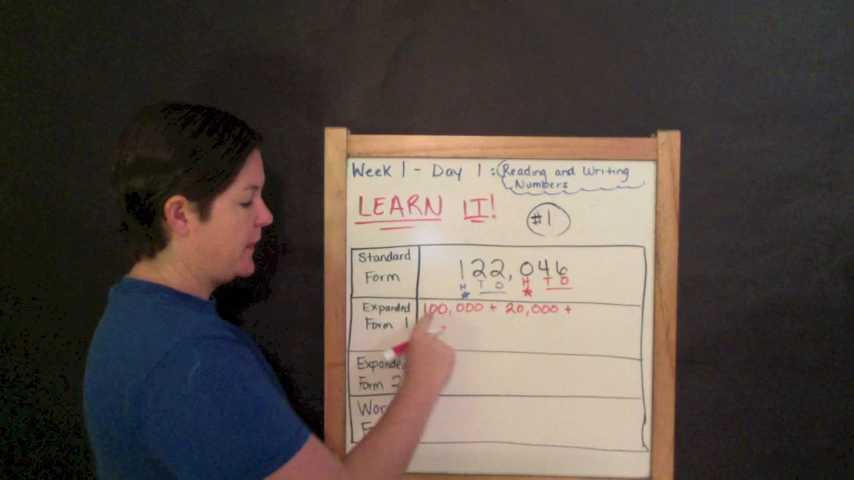 Week 1 - Day 1 : Reading and Writing
Numbers
LEARN IT!
#1
Standard
Form
122,046
H T O H T O
Expanded
Form 1
100,000 + 20,000 +
Form 2